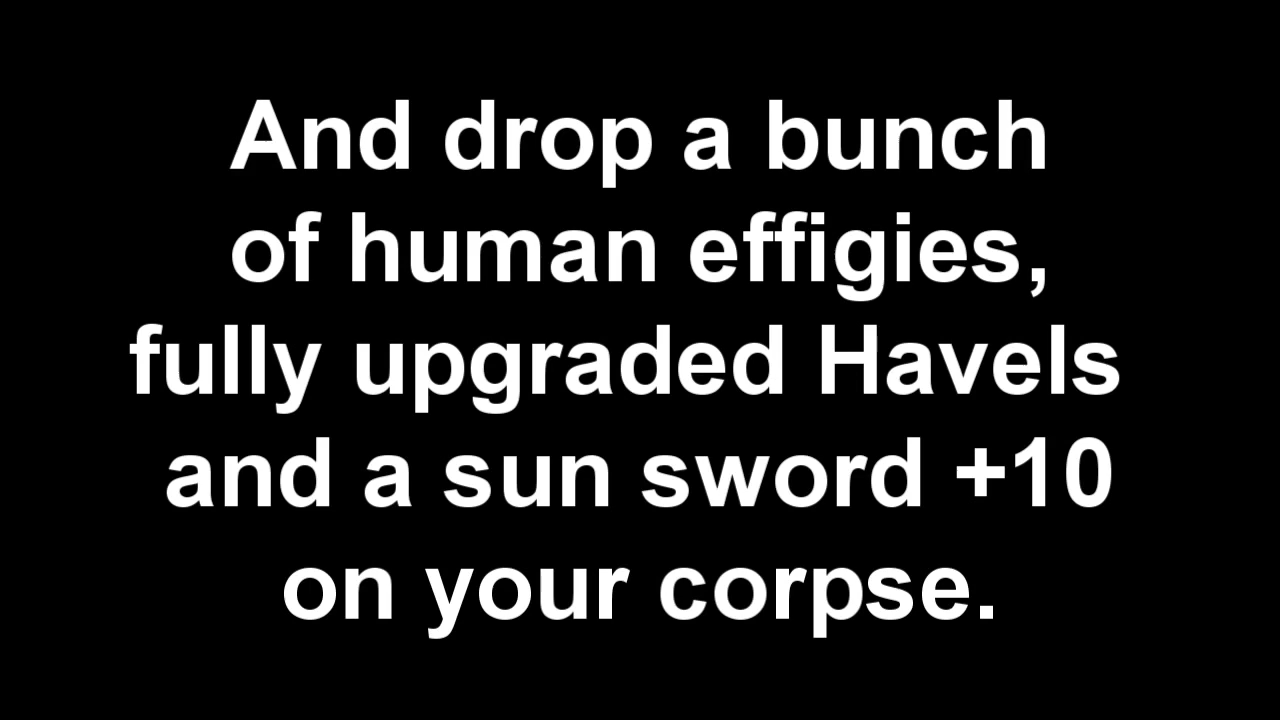 And drop a bunch
of human effigies,
fully upgraded Havels
and a sun sword +10
on your corpse.